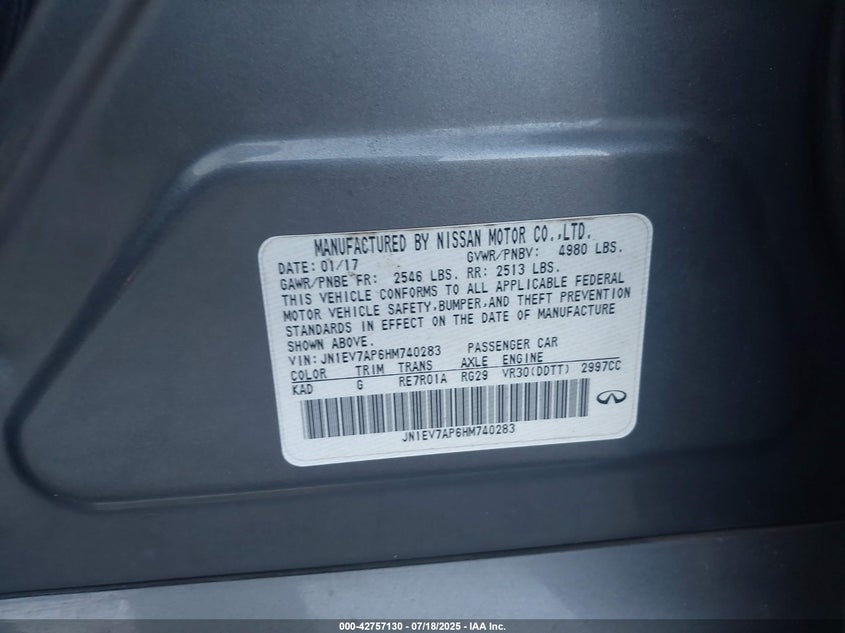 MANUFACTURED BY NISSAN MOTOR CO.,LTD.
DATE: 01/17 GVWR/PNBV: 4980 LBS.
GAWR/PNBE FR: 2546 LBS. RR: 2513 LBS.
THIS VEHICLE CONFORMS TO ALL APPLICABLE FEDERAL
MOTOR VEHICLE SAFETY,BUMPER,AND THEFT PREVENTION
STANDARDS IN EFFECT ON THE DATE OF MANUFACTURE
SHOWN ABOVE.
VIN: JN1EV7AP6HM740283 PASSENGER CAR
COLOR TRIM TRANS AXLE ENGINE
KAD G RE7R01A RG29 VR30(DDTT) 2997CC
JN1EV7AP6HM740283
000-42757130 - 07/18/2025 - IAA Inc.